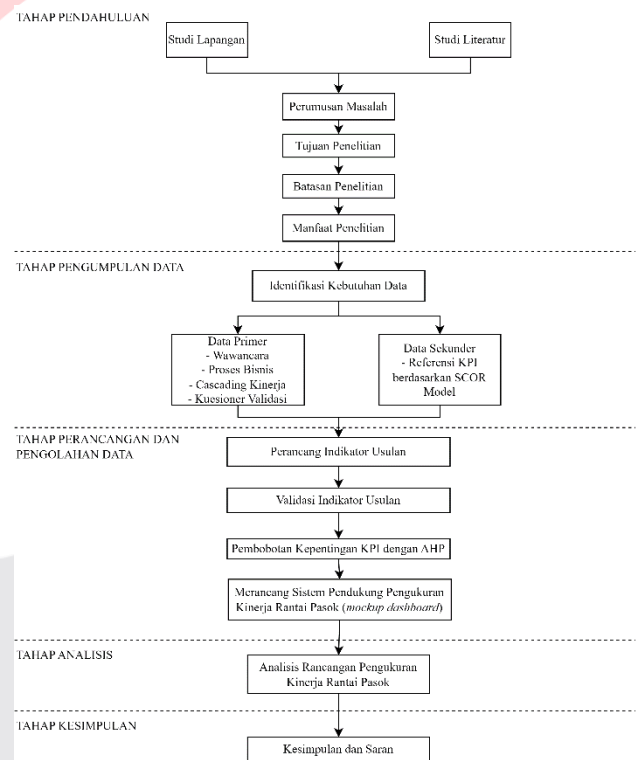 TAHAP PENDAHULUAN
Studi Lapangan
Studi Literatur
Perumusan Masalah
Tujuan Penelitian
Batasan Penelitian
Manfaat Penelitian
TAHAP PENGUMPULAN DATA
Identifikasi Kebutuhan Data
Data Primer
- Wawancara
- Proses Bisnis
- Cascading Kinerja
- Kuesioner Validasi
Data Sekunder
- Referensi KPI
berdasarkan SCOR
Model
TAHAP PERANCANGAN DAN
PENGOLAHAN DATA
Perancang Indikator Usulan
Validasi Indikator Usulan
Pembobotan Kepentingan KPI dengan AHP
Merancang Sistem Pendukung Pengukuran
Kinerja Rantai Pasok (mockup dashboard)
TAHAP ANALISIS
Analisis Rancangan Pengukuran
Kinerja Rantai Pasok
TAHAP KESIMPULAN
Kesimpulan dan Saran